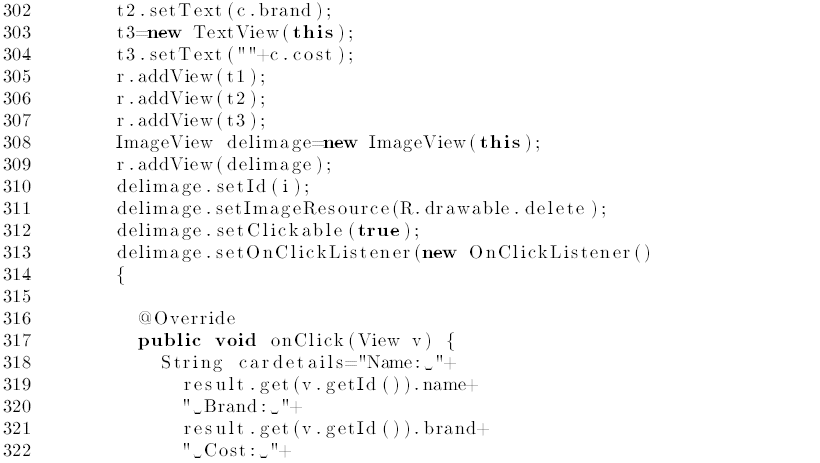 302 t2.setText(c.brand);
303 t3=new TextView(this);
304 t3.setText(""+c.cost);
305 r.addView(t1);
306 r.addView(t2);
307 r.addView(t3);
308 ImageView delimage=new ImageView(this);
309 r.addView(delimage);
310 delimage.setId(i);
311 delimage.setImageResource(R.drawable.delete);
312 delimage.setClickable(true);
313 delimage.setOnClickListener(new OnClickListener()
314 {
315
316 @Override
317 public void onClick(View v) {
318 String cardetails="Name:␣"+
319 result.get(v.getId()).name+
320 "␣Brand:␣"+
321 result.get(v.getId()).brand+
322 "␣Cost:␣"+